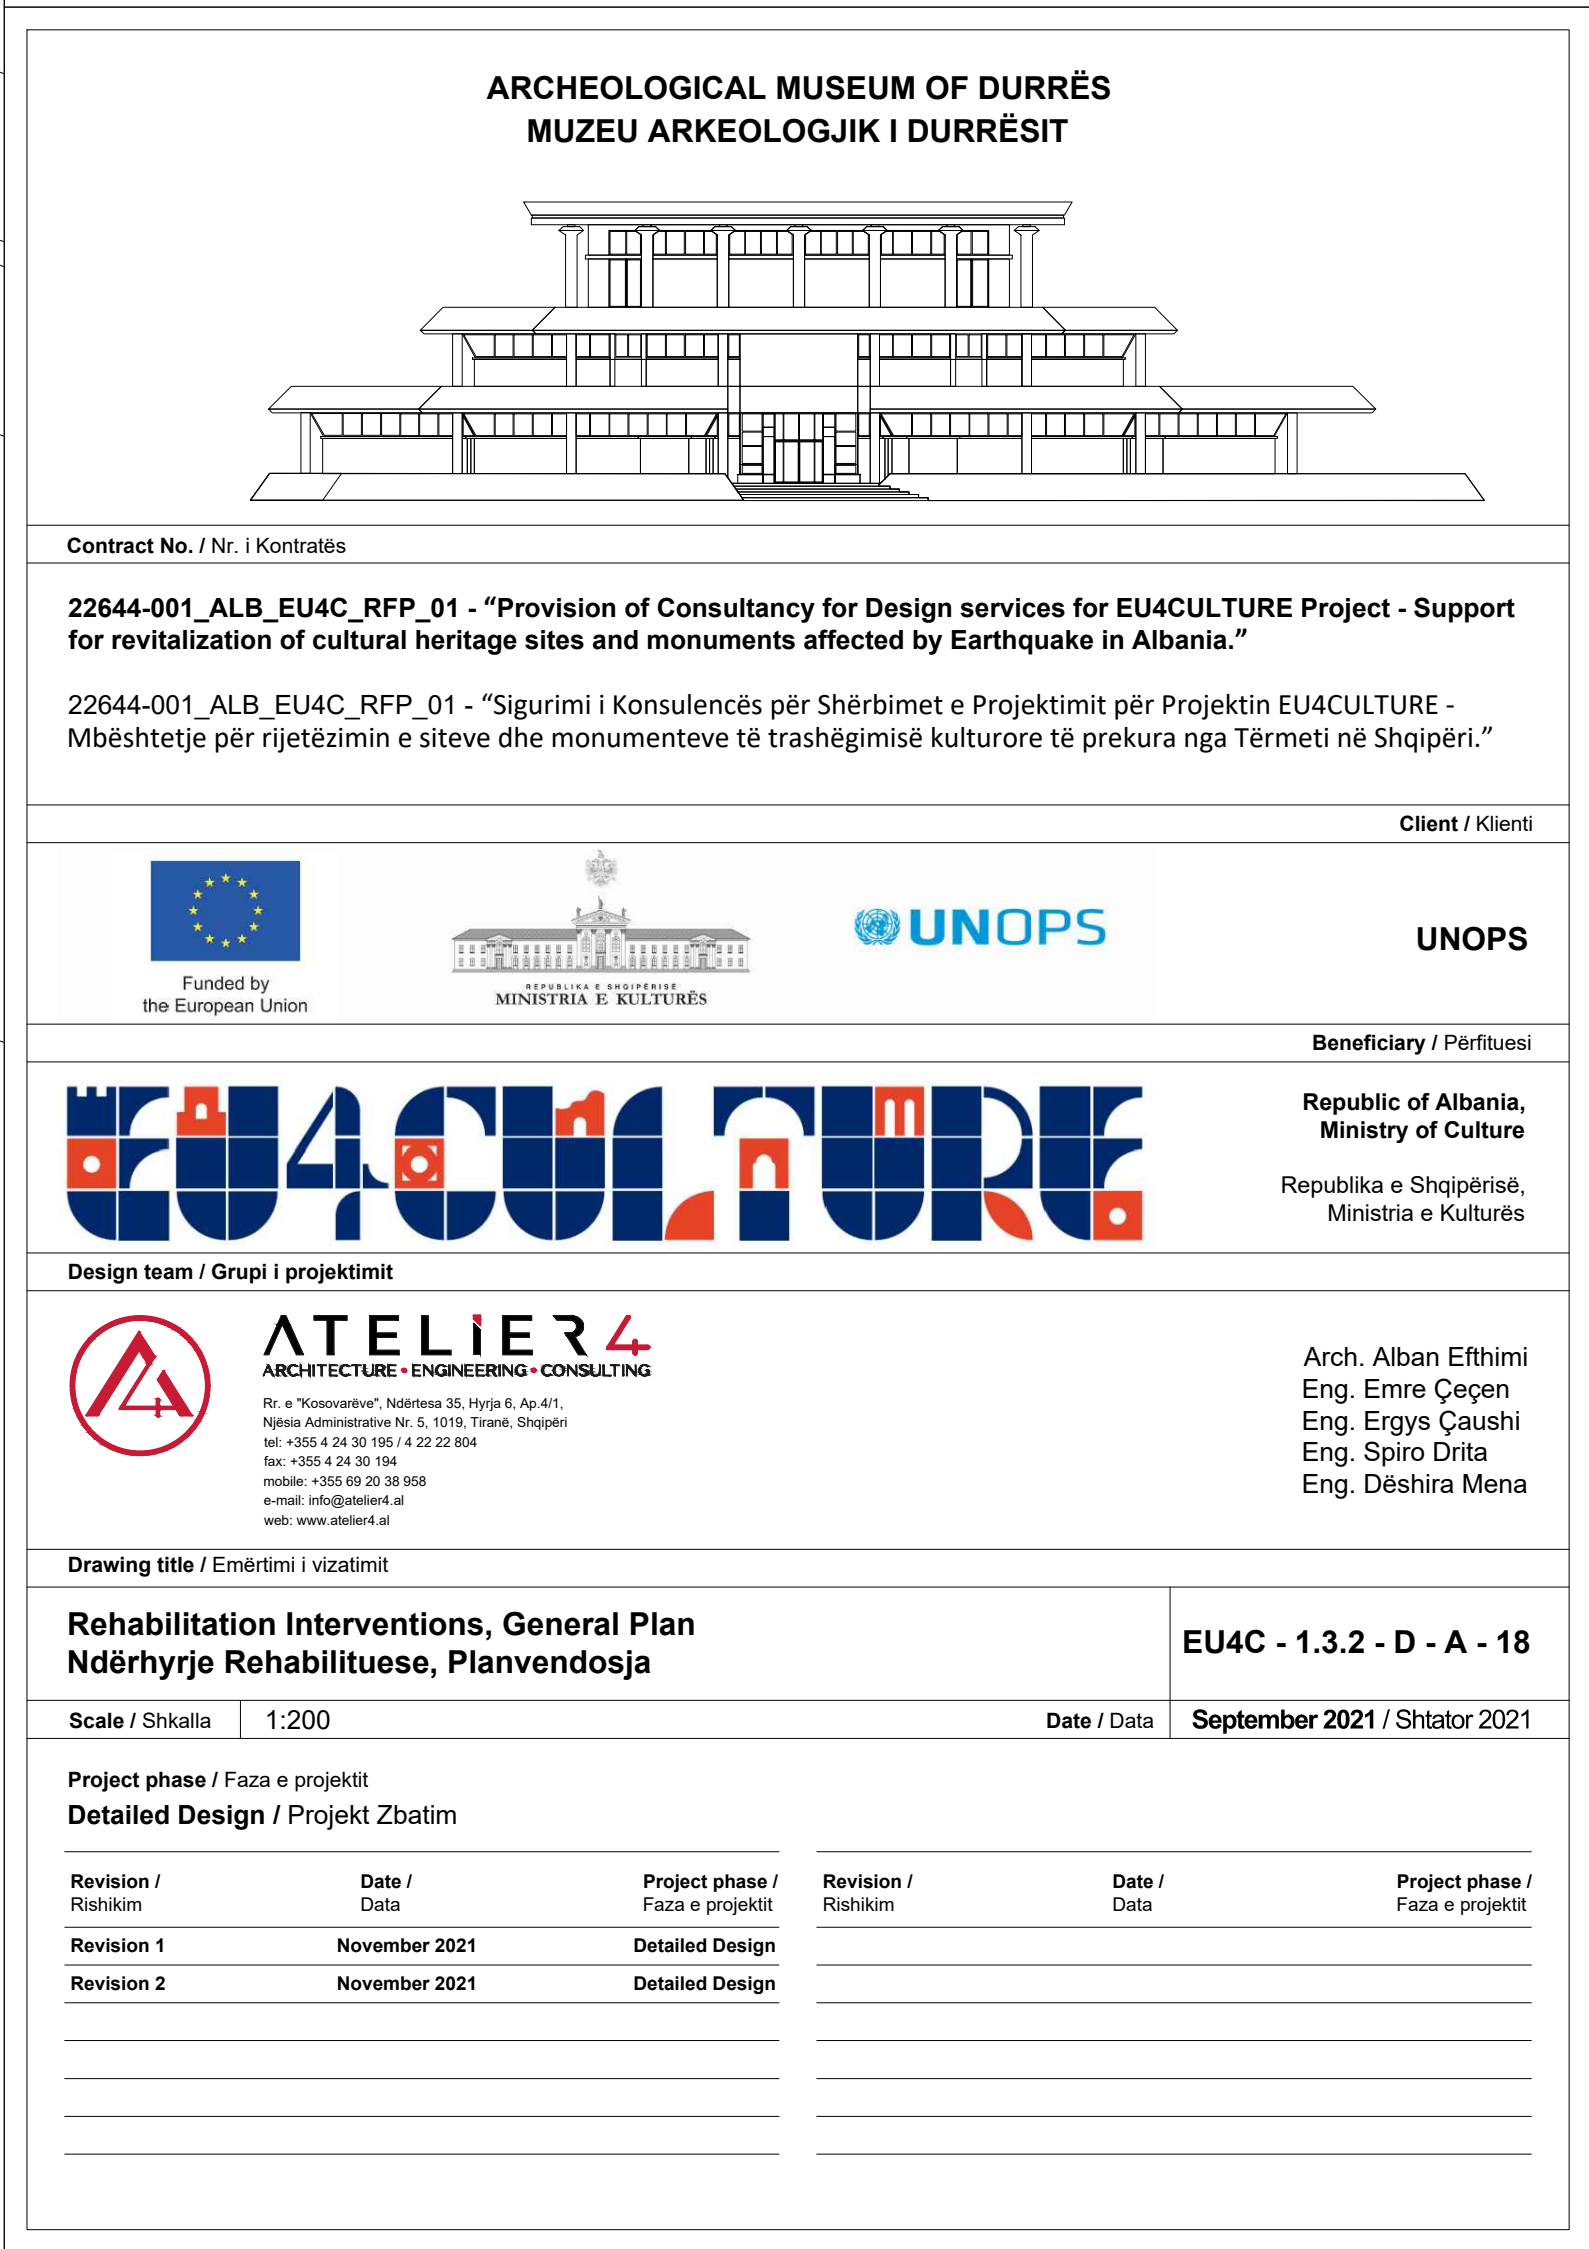 ARCHEOLOGICAL MUSEUM OF DURRËS
MUZEU ARKEOLOGJIK I DURRËSIT
Contract No. / Nr. i Kontratës
22644-001_ALB_EU4C_RFP_01 - “Provision of Consultancy for Design services for EU4CULTURE Project - Support
for revitalization of cultural heritage sites and monuments affected by Earthquake in Albania.”
22644-001_ALB_EU4C_RFP_01 - “Sigurimi i Konsulencës për Shërbimet e Projektimit për Projektin EU4CULTURE -
Mbështetje për rijetëzimin e siteve dhe monumenteve të trashëgimisë kulturore të prekura nga Tërmeti në Shqipëri.”
Client / Klienti
Funded by
the European Union
REPUBLIKA E SHQIPËRISË
MINISTRIA E KULTURËS
UNOPS
UNOPS
Beneficiary / Përfituesi
EU4CULTURE
Republic of Albania,
Ministry of Culture
Republika e Shqipërisë,
Ministria e Kulturës
Design team / Grupi i projektimit
ATELIER 4
ARCHITECTURE • ENGINEERING • CONSULTING
Rr. e "Kosovarëve", Ndërtesa 35, Hyrja 6, Ap.4/1,
Njësia Administrative Nr. 5, 1019, Tiranë, Shqipëri
tel: +355 4 24 30 195 / 4 22 22 804
fax: +355 4 24 30 194
mobile: +355 69 20 38 958
e-mail: info@atelier4.al
web: www.atelier4.al
Arch. Alban Efthimi
Eng. Emre Çeçen
Eng. Ergys Çaushi
Eng. Spiro Drita
Eng. Dëshira Mena
Drawing title / Emërtimi i vizatimit
Rehabilitation Interventions, General Plan
Ndërhyrje Rehabilituese, Planvendosja
EU4C - 1.3.2 - D - A - 18
Scale / Shkalla 1:200 Date / Data September 2021 / Shtator 2021
Project phase / Faza e projektit
Detailed Design / Projekt Zbatim
Revision / Date / Project phase / Revision / Date / Project phase /
Rishikim Data Faza e projektit Rishikim Data Faza e projektit
Revision 1 November 2021 Detailed Design
Revision 2 November 2021 Detailed Design